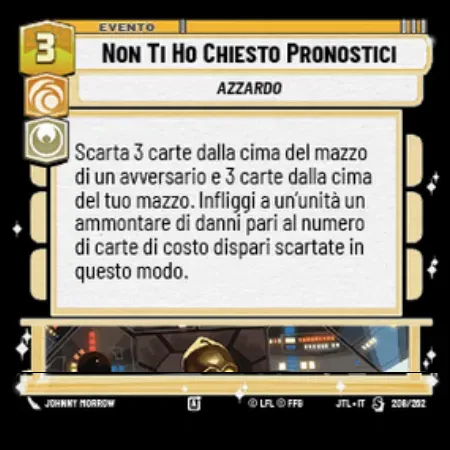 EVENTO
3
NON TI HO CHIESTO PRONOSTICI
AZZARDO
Scarta 3 carte dalla cima del mazzo
di un avversario e 3 carte dalla cima
del tuo mazzo. Infliggi a un'unità un
ammontare di danni pari al numero
di carte di costo dispari scartate in
questo modo.
JOHNNY MORROW
© LFL ® FFG
JTL • IT
208/262